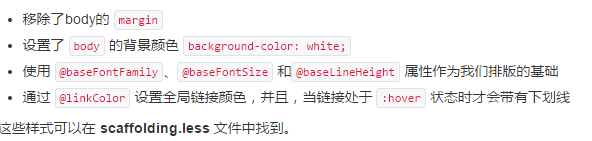 • 移除了body的 margin
• 设置了 body 的背景颜色 background-color: white;
• 使用 @baseFontFamily、@baseFontSize 和 @baseLineHeight 属性作为我们排版的基础
• 通过 @linkColor 设置全局链接颜色，并且，当链接处于 :hover 状态时才会带有下划线
这些样式可以在 scaffolding.less 文件中找到。